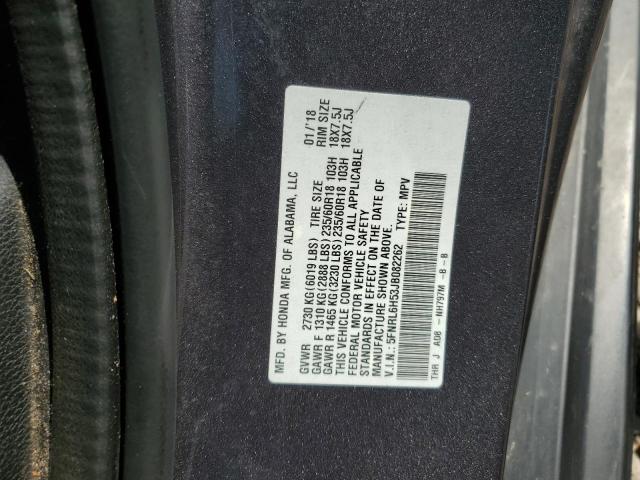 MFD. BY HONDA MFG. OF ALABAMA, LLC 01/'18
GVWR 2730 KG(6019 LBS) TIRE SIZE RIM SIZE
GAWR F 1310 KG(2888 LBS)235/60R18 103H 18X7.5J
GAWR R 1465 KG(3230 LBS)235/60R18 103H 18X7.5J
THIS VEHICLE CONFORMS TO ALL APPLICABLE
FEDERAL MOTOR VEHICLE SAFETY
STANDARDS IN EFFECT ON THE DATE OF
MANUFACTURE SHOWN ABOVE.
V.I.N.:5FNRL6H53JB082262 TYPE: MPV
THR J A06 - NH797M -B -B